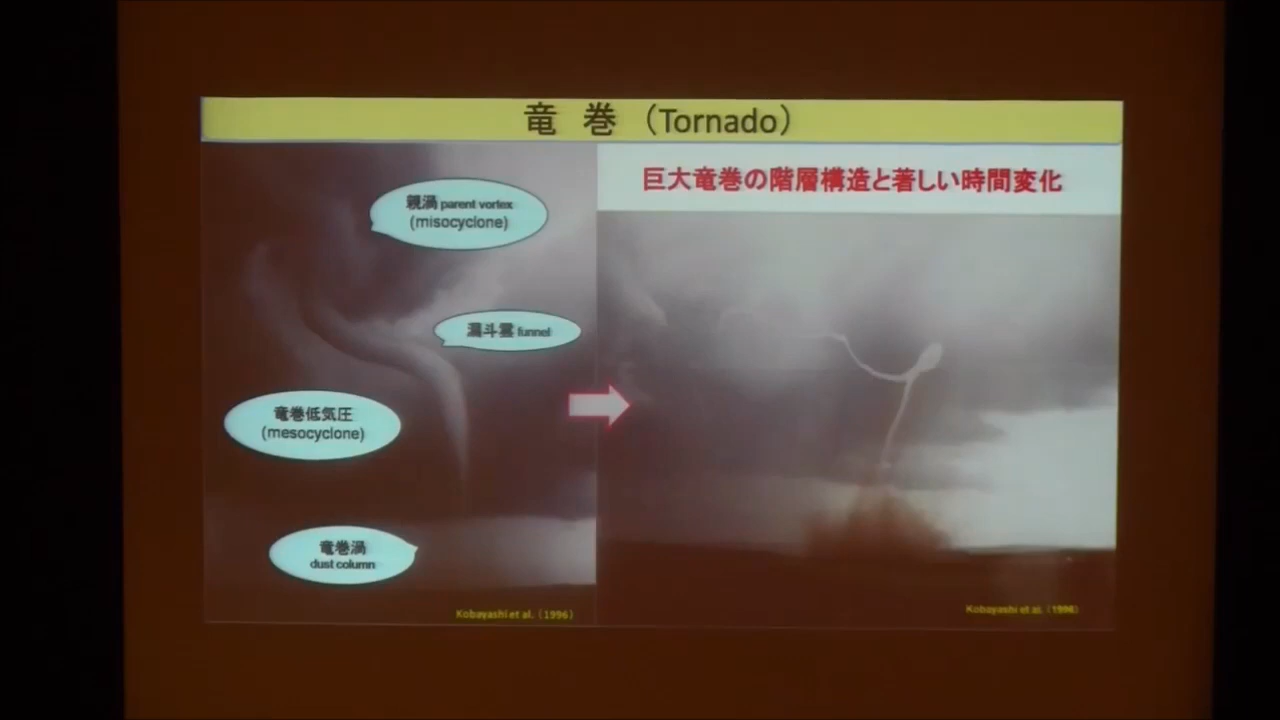 竜 巻 （Tornado）
親渦 parent vortex
(misocyclone)
漏斗雲 funnel
竜巻低気圧
(mesocyclone)
竜巻渦
dust column
Kobayashi et al. （1996）
巨大竜巻の階層構造と著しい時間変化
Kobayashi et al. （1996）